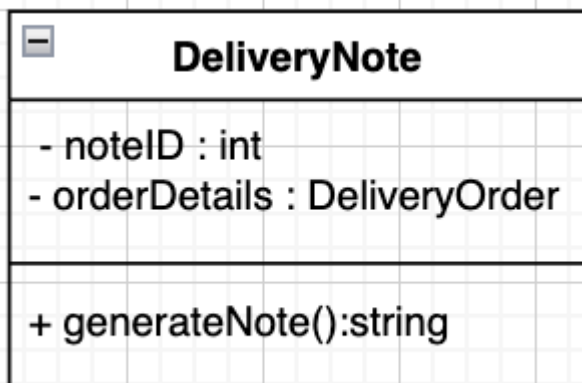 DeliveryNote
- noteID : int
- orderDetails : DeliveryOrder
+ generateNote():string